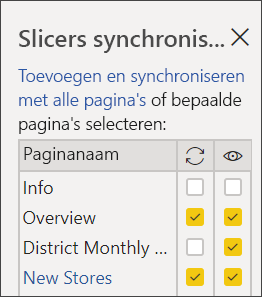 Slicers synchronis...
Toevoegen en synchroniseren
met alle pagina's of bepaalde
pagina's selecteren:
Paginanaam
Info
Overview
District Monthly ...
New Stores